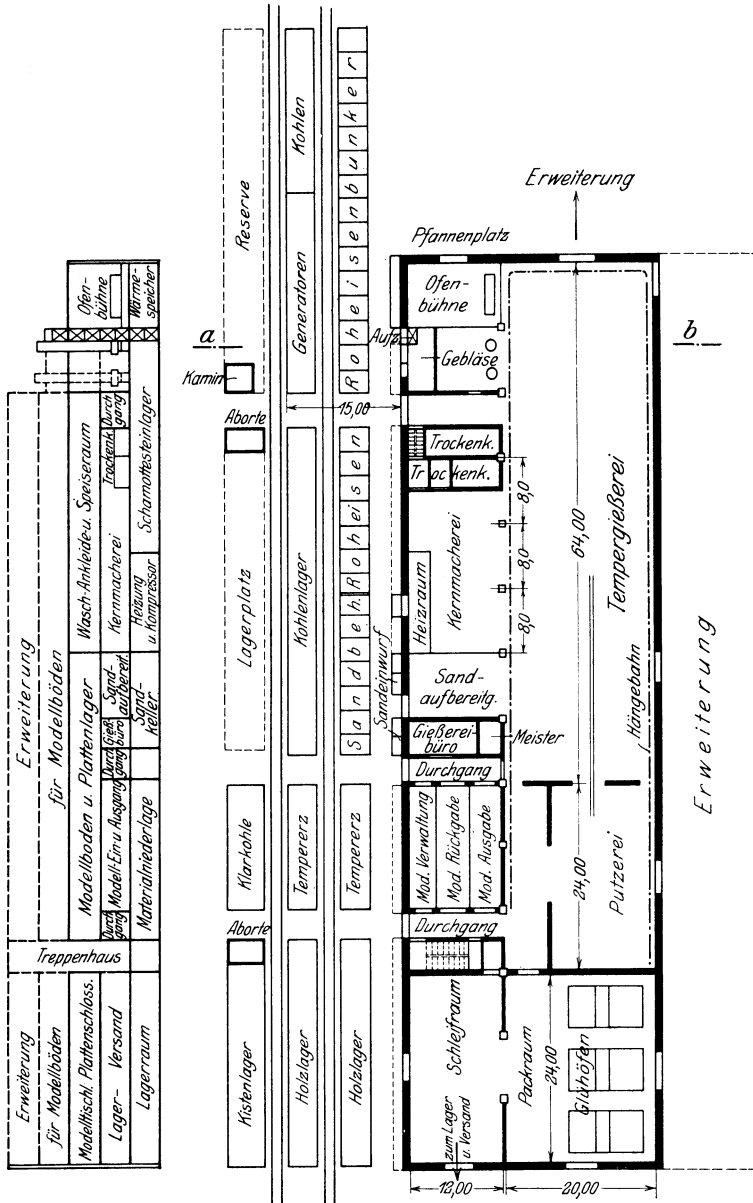 Erweiterung
für Modellböden
Wasch-Ankleide-u. Speiseraum
Modellboden u. Plattenlager
Ofen-
bühne
Wärme-
speicher
Durch
gang
Trockenk.
Kernmacherei
Sand-
aufbereit.
Gieß.
büro
Durch
gang
Modell-Ein-u. Ausgang
Durch
gang
Schamottesteinlager
Heizung
u. Kompressor
Sand-
keller
Materialniederlage
Treppenhaus
Erweiterung
für Modellböden
Modelltischl. Plattenschloss.
Lager- Versand
Lagerraum
Reserve
a
Kamin
Aborte
Lagerplatz
Klarkohle
Aborte
Kistenlager
Kohlen
Generatoren
15,00
Kohlenlager
Tempererz
Holzlager
Roheisenbunker
Sandbeh. Roheisen
Tempererz
Holzlager
Erweiterung
Pfannenplatz
Ofen-
bühne
Aufz.
Gebläse
b
Trockenk.
Trockenk.
8,0
8,0
8,0
Heizraum
Kernmacherei
64,00
Tempergießerei
Sandeinwurf
Sand-
aufbereitg.
Hängebahn
Erweiterung
Gießerei-
büro
Meister
Durchgang
Mod. Verwaltung
Mod. Rückgabe
Mod. Ausgabe
24,00
Putzerei
Durchgang
Schleifraum
Packraum
24,00
Glühöfen
zum Lager
u. Versand
12,00
20,00